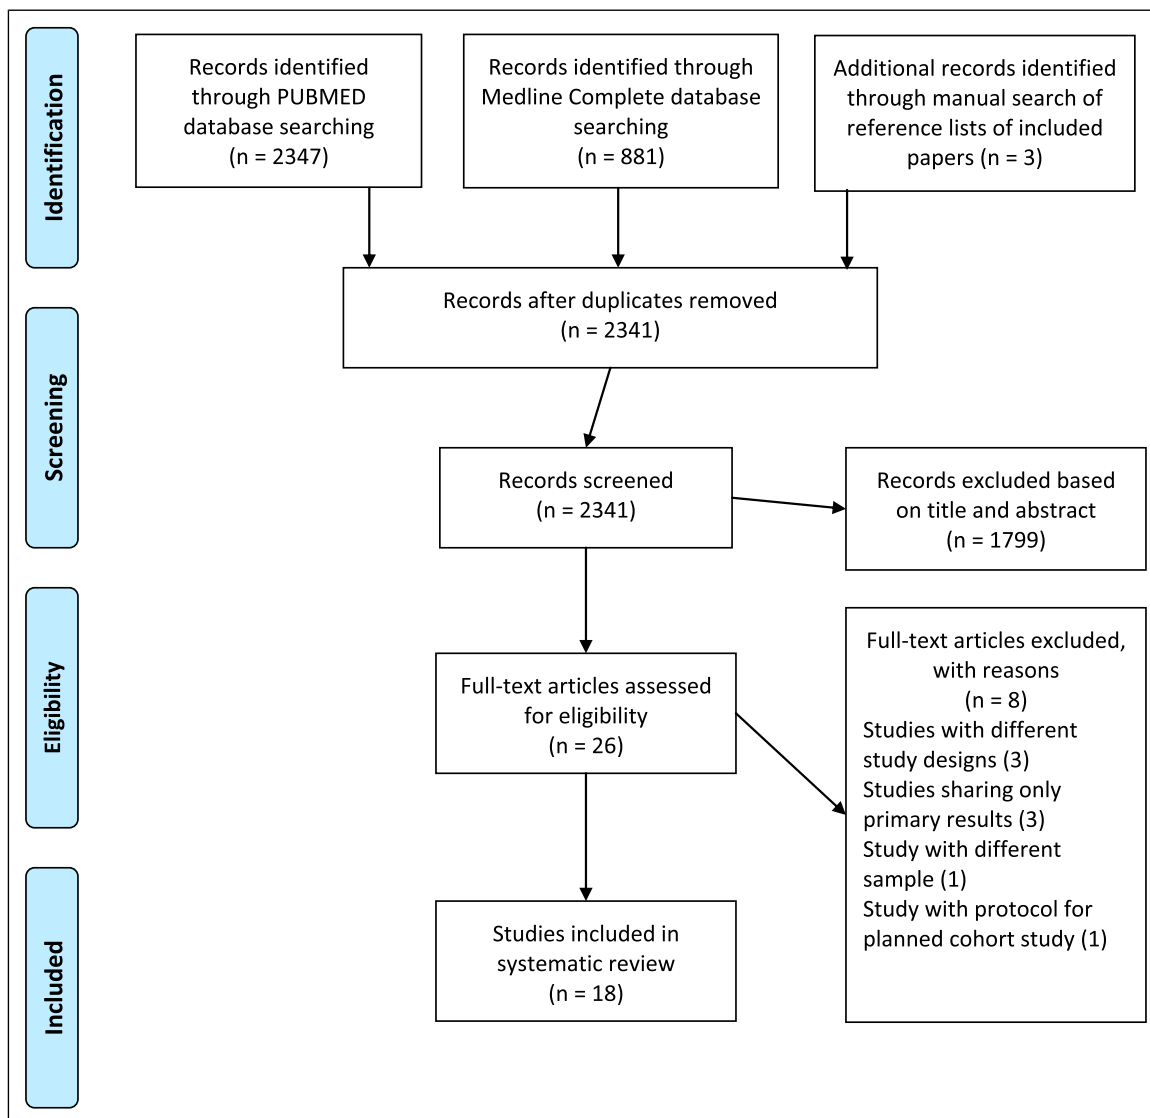 Identification
Records identified
through PUBMED
database searching
(n = 2347)
Records identified through
Medline Complete database
searching
(n = 881)
Additional records identified
through manual search of
reference lists of included
papers (n = 3)
Records after duplicates removed
(n = 2341)
Screening
Records screened
(n = 2341)
Records excluded based
on title and abstract
(n = 1799)
Eligibility
Full-text articles assessed
for eligibility
(n = 26)
Full-text articles excluded,
with reasons
(n = 8)
Studies with different
study designs (3)
Studies sharing only
primary results (3)
Study with different
sample (1)
Study with protocol for
planned cohort study (1)
Included
Studies included in
systematic review
(n = 18)